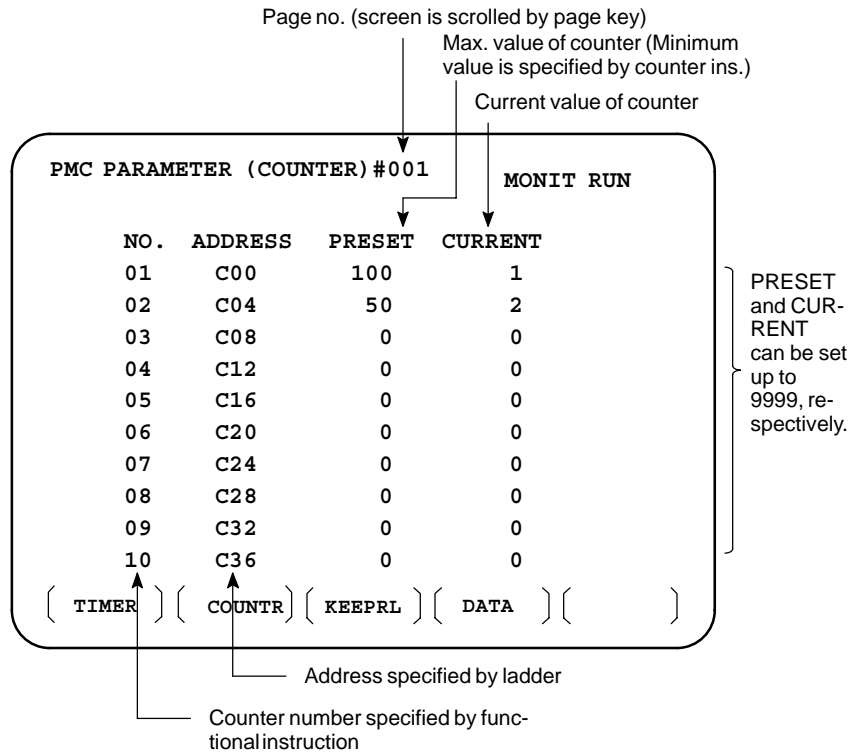 Page no. (screen is scrolled by page key)
Max. value of counter (Minimum
value is specified by counter ins.)
Current value of counter
PMC PARAMETER (COUNTER)#001
MONIT RUN
NO. ADDRESS PRESET CURRENT
01 C00 100 1
02 C04 50 2
03 C08 0 0
04 C12 0 0
05 C16 0 0
06 C20 0 0
07 C24 0 0
08 C28 0 0
09 C32 0 0
10 C36 0 0
PRESET
and CUR-
RENT
can be set
up to
9999, re-
spectively.
[ TIMER ] [ COUNTR ] [ KEEPRL ] [ DATA ] [ ]
Address specified by ladder
Counter number specified by func-
tional instruction